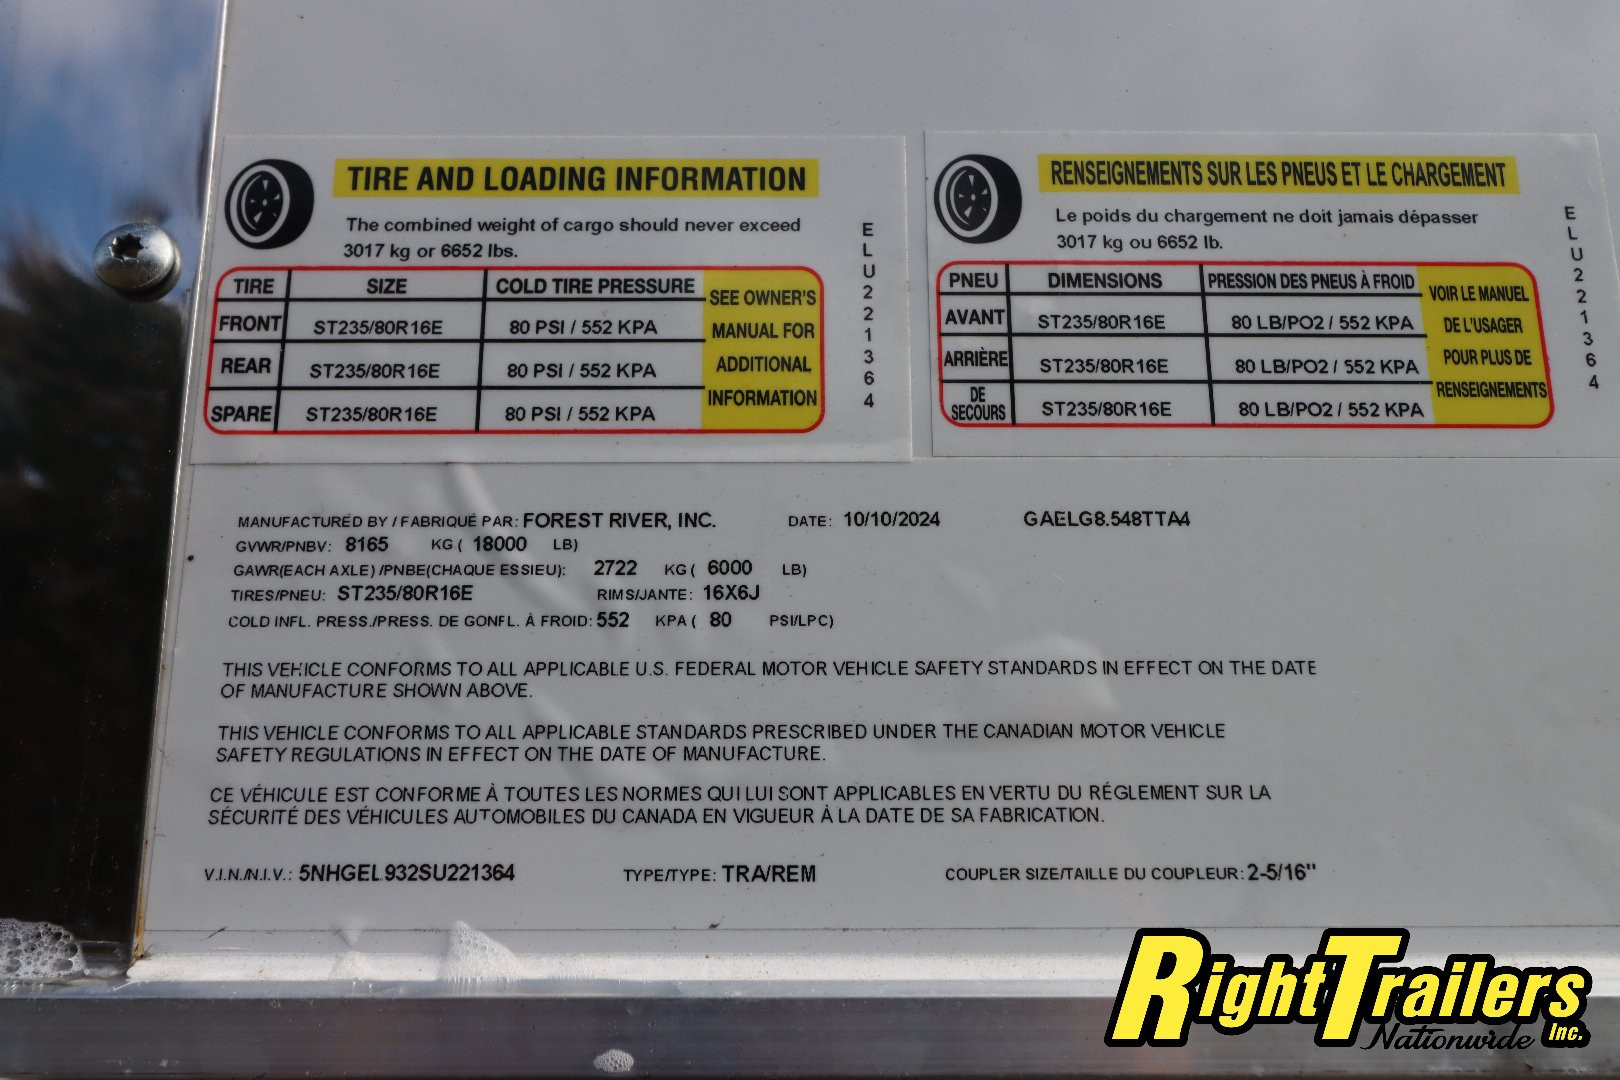 TIRE AND LOADING INFORMATION
The combined weight of cargo should never exceed
3017 kg or 6652 lbs.
TIRE SIZE COLD TIRE PRESSURE
FRONT ST235/80R16E 80 PSI / 552 KPA
REAR ST235/80R16E 80 PSI / 552 KPA
SPARE ST235/80R16E 80 PSI / 552 KPA
SEE OWNER'S
MANUAL FOR
ADDITIONAL
INFORMATION
ELU221364
RENSEIGNEMENTS SUR LES PNEUS ET LE CHARGEMENT
Le poids du chargement ne doit jamais dépasser
3017 kg ou 6652 lb.
PNEU DIMENSIONS PRESSION DES PNEUS À FROID
AVANT ST235/80R16E 80 LB/PO2 / 552 KPA
ARRIÈRE ST235/80R16E 80 LB/PO2 / 552 KPA
DE
SECOURS ST235/80R16E 80 LB/PO2 / 552 KPA
VOIR LE MANUEL
DE L'USAGER
POUR PLUS DE
RENSEIGNEMENTS
ELU221364
MANUFACTURED BY / FABRIQUÉ PAR: FOREST RIVER, INC. DATE: 10/10/2024 GAELG8.548TTA4
GVWR/PNBV: 8165 KG ( 18000 LB)
GAWR(EACH AXLE) /PNBE(CHAQUE ESSIEU): 2722 KG ( 6000 LB)
TIRES/PNEU: ST235/80R16E RIMS/JANTE: 16X6J
COLD INFL. PRESS./PRESS. DE GONFL. À FROID: 552 KPA ( 80 PSI/LPC)
THIS VEHICLE CONFORMS TO ALL APPLICABLE U.S. FEDERAL MOTOR VEHICLE SAFETY STANDARDS IN EFFECT ON THE DATE
OF MANUFACTURE SHOWN ABOVE.
THIS VEHICLE CONFORMS TO ALL APPLICABLE STANDARDS PRESCRIBED UNDER THE CANADIAN MOTOR VEHICLE
SAFETY REGULATIONS IN EFFECT ON THE DATE OF MANUFACTURE.
CE VÉHICULE EST CONFORME À TOUTES LES NORMES QUI LUI SONT APPLICABLES EN VERTU DU RÉGLEMENT SUR LA
SÉCURITÉ DES VÉHICULES AUTOMOBILES DU CANADA EN VIGUEUR À LA DATE DE SA FABRICATION.
V.I.N./N.I.V.: 5NHGEL932SU221364 TYPE/TYPE: TRA/REM COUPLER SIZE/TAILLE DU COUPLEUR: 2-5/16"
RightTrailers
Nationwide Inc.